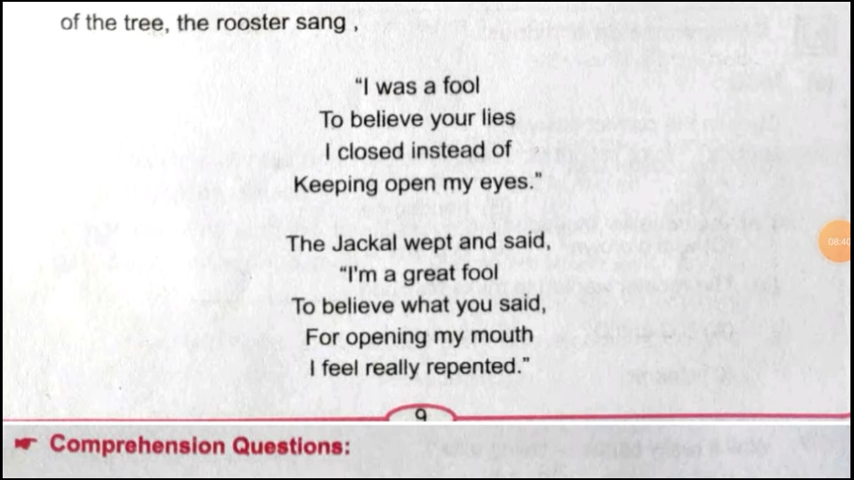 of the tree, the rooster sang ,
"I was a fool
To believe your lies
I closed instead of
Keeping open my eyes."
The Jackal wept and said,
"I'm a great fool
To believe what you said,
For opening my mouth
I feel really repented."
9
Comprehension Questions:
08:40